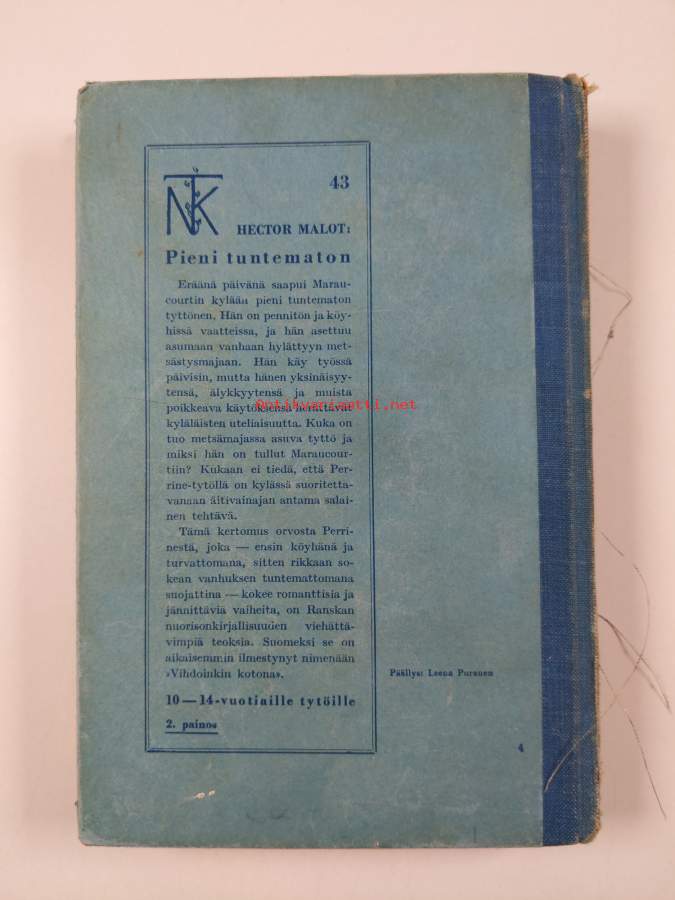 NTK
43
HECTOR MALOT:
Pieni tuntematon
Eräänä päivänä saapui Marau-
courtin kylään pieni tuntematon
tyttönen. Hän on pennitön ja köy-
hissä vaatteissa, ja hän asettuu
asumaan vanhaan hylättyyn met-
sästysmajaan. Hän käy työssä
päivisin, mutta hänen yksinäisyy-
tensä, älykkyytensä ja muista
poikkeava käytöksensä herättävät
kyläläisten uteliaisuutta. Kuka on
tuo metsämajassa asuva tyttö ja
miksi hän on tullut Maraucour-
tiin? Kukaan ei tiedä, että Per-
rine-tytöllä on kylässä suoritetta-
vanaan äitivainajan antama salai-
nen tehtävä.
Tämä kertomus orvosta Perri-
nestä, joka — ensin köyhänä ja
turvattomana, sitten rikkaan so-
kean vanhuksen tuntemattomana
suojattina — kokee romanttisia ja
jännittäviä vaiheita, on Ranskan
nuorisonkirjallisuuden viehättä-
vimpiä teoksia. Suomeksi se on
aikaisemmin ilmestynyt nimenään
»Vihdoinkin kotona».
10—14-vuotiaille tytöille
2. painos
Päällys: Leena Puranen
4
Antikvariaatti.net